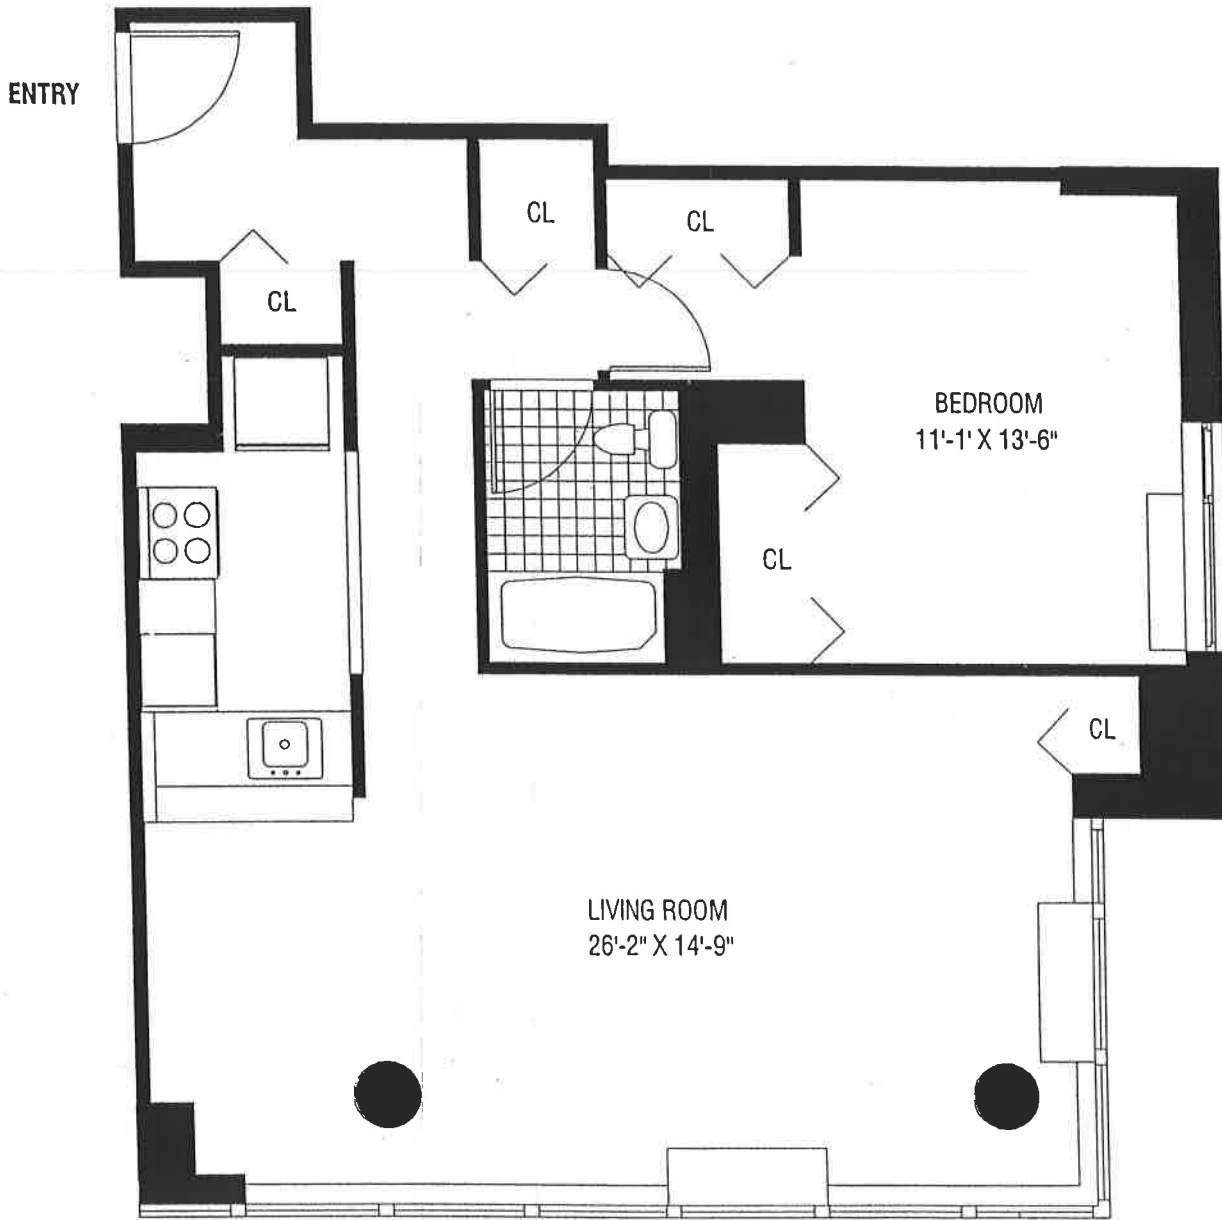 ENTRY
CL
CL
CL
BEDROOM
11'-1' X 13'-6"
CL
CL
LIVING ROOM
26'-2" X 14'-9"